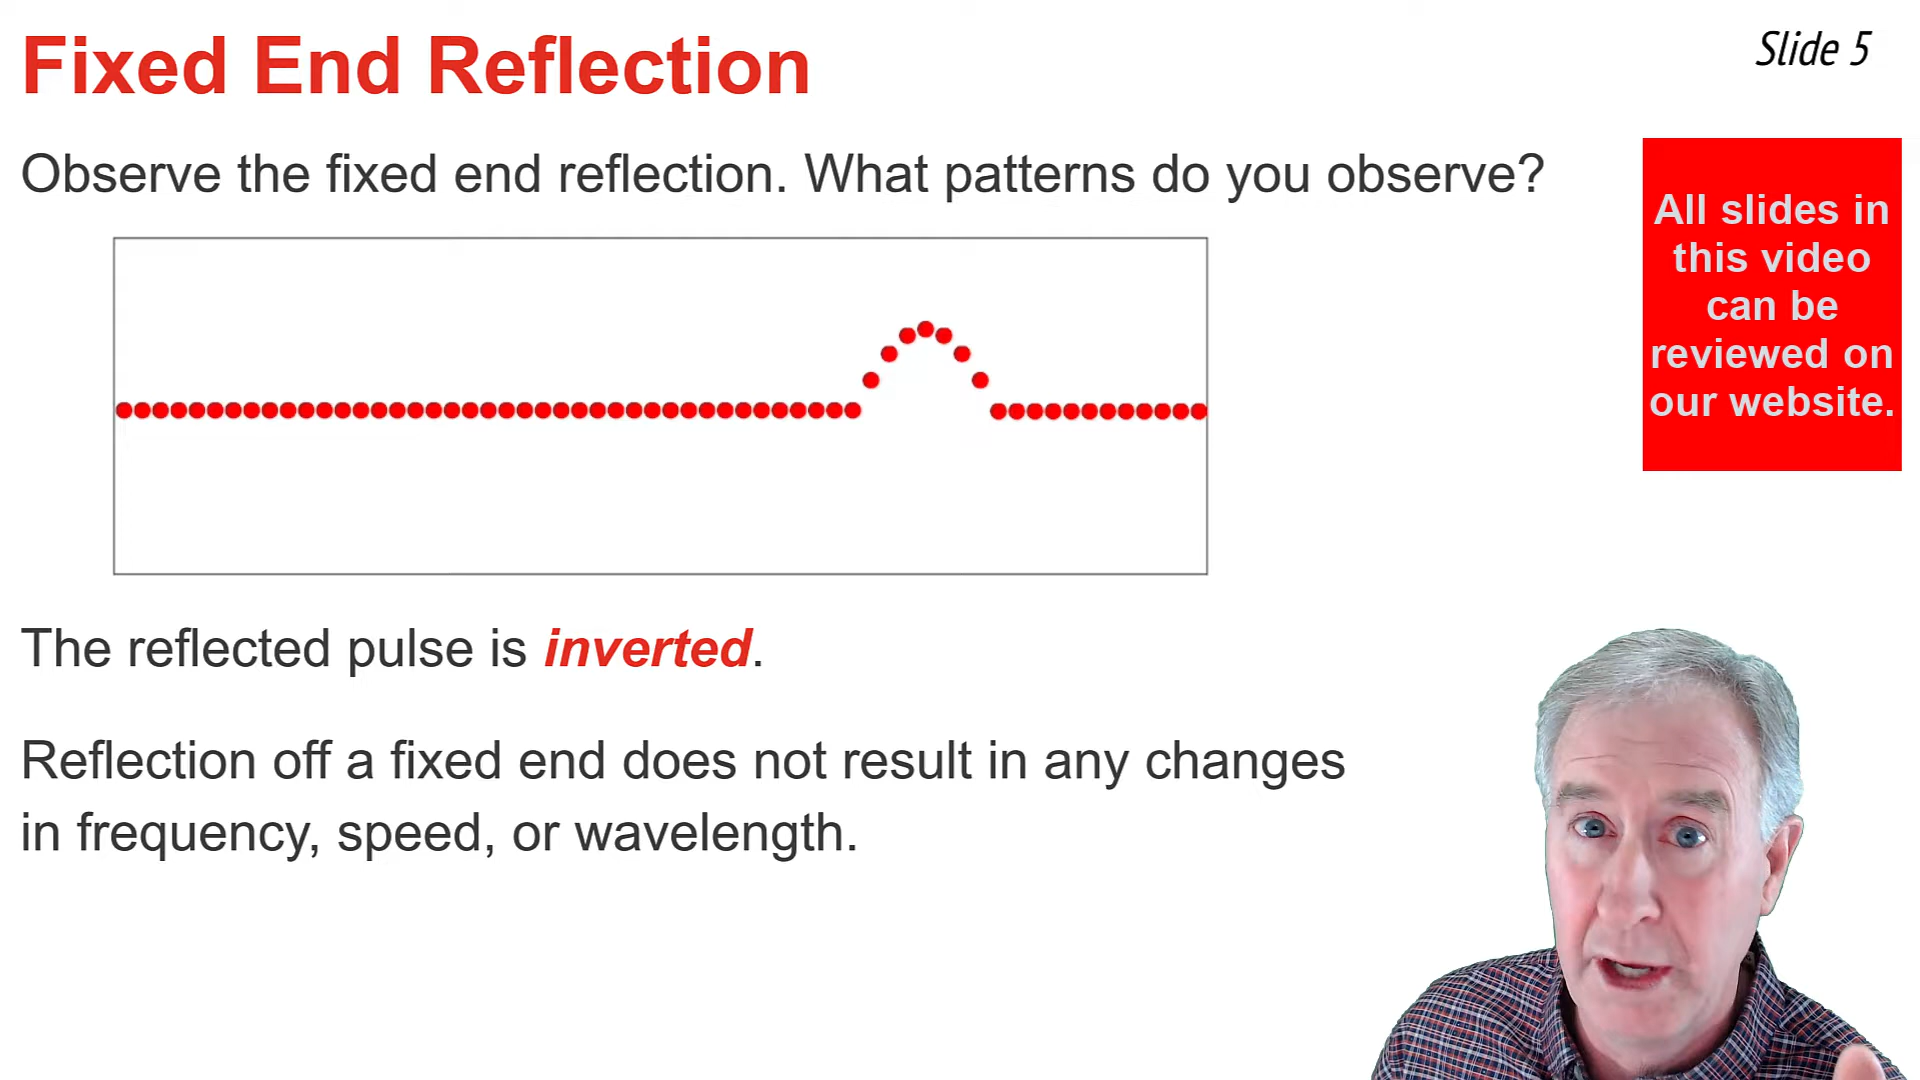 Fixed End Reflection
Slide 5
Observe the fixed end reflection. What patterns do you observe?
All slides in
this video
can be
reviewed on
our website.
The reflected pulse is inverted.
Reflection off a fixed end does not result in any changes
in frequency, speed, or wavelength.